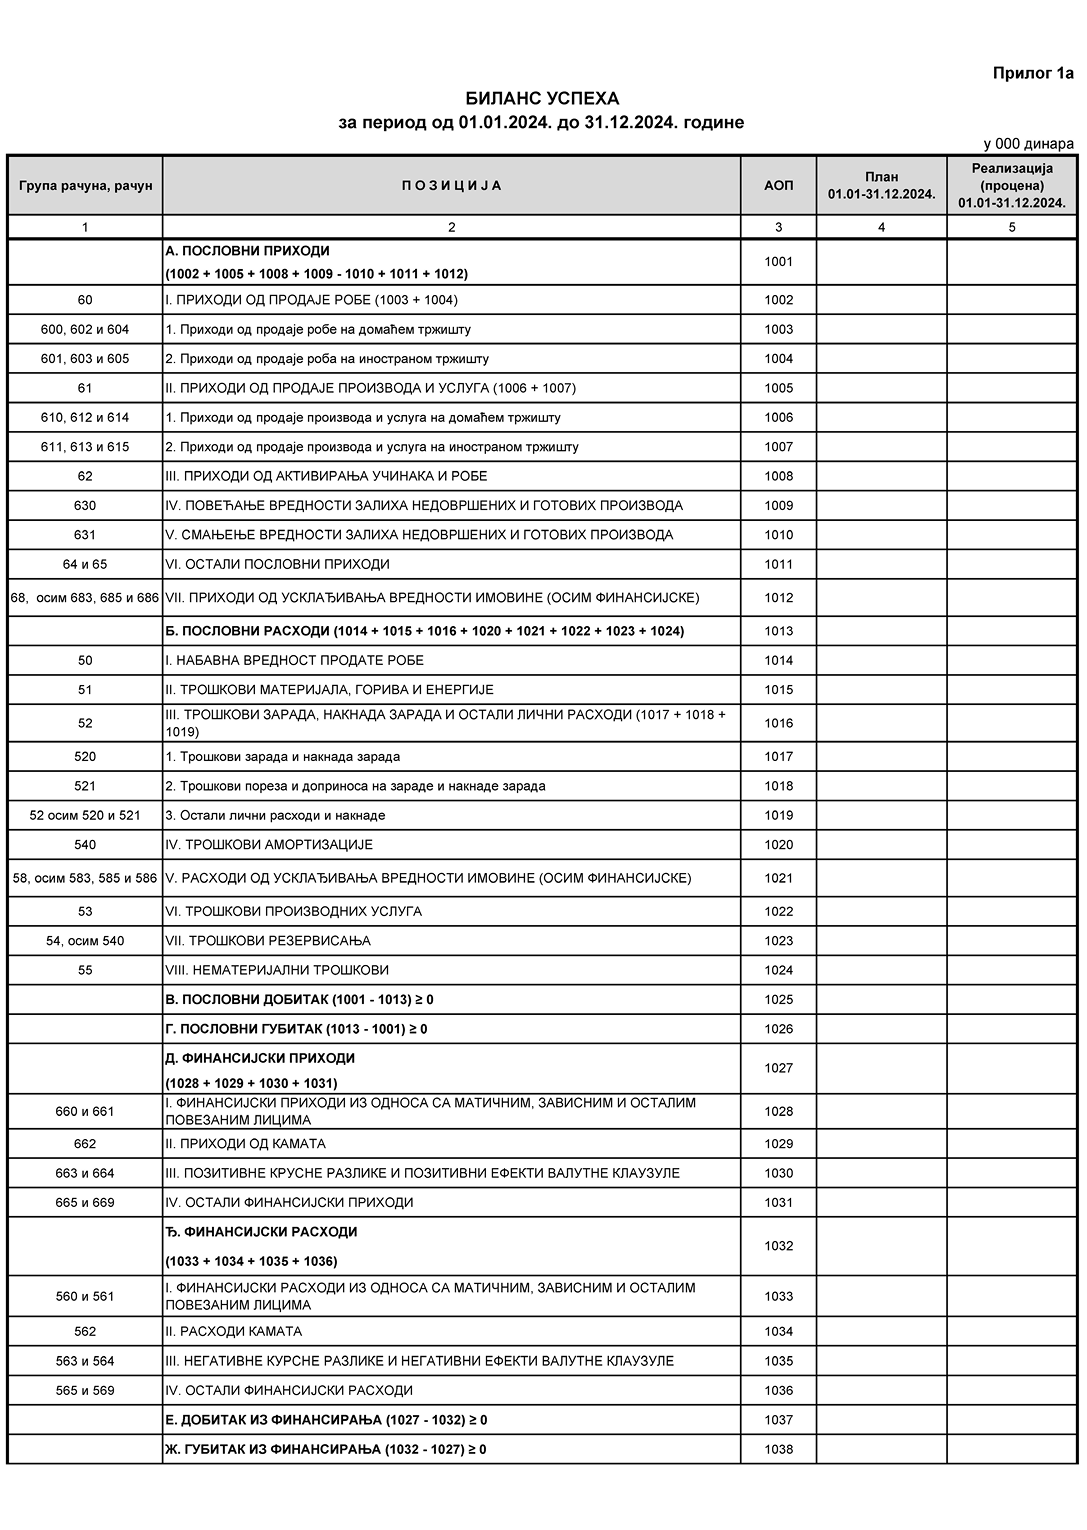 Прилог 1а
БИЛАНС УСПЕХА
за период од 01.01.2024. до 31.12.2024. године
у 000 динара
Група рачуна, рачун П О З И Ц И Ј А АОП План 01.01-31.12.2024. Реализација (процена) 01.01-31.12.2024.
1 2 3 4 5
А. ПОСЛОВНИ ПРИХОДИ
(1002 + 1005 + 1008 + 1009 - 1010 + 1011 + 1012) 1001
60 I. ПРИХОДИ ОД ПРОДАЈЕ РОБЕ (1003 + 1004) 1002
600, 602 и 604 1. Приходи од продаје робе на домаћем тржишту 1003
601, 603 и 605 2. Приходи од продаје роба на иностраном тржишту 1004
61 II. ПРИХОДИ ОД ПРОДАЈЕ ПРОИЗВОДА И УСЛУГА (1006 + 1007) 1005
610, 612 и 614 1. Приходи од продаје производа и услуга на домаћем тржишту 1006
611, 613 и 615 2. Приходи од продаје производа и услуга на иностраном тржишту 1007
62 III. ПРИХОДИ ОД АКТИВИРАЊА УЧИНАКА И РОБЕ 1008
630 IV. ПОВЕЋАЊЕ ВРЕДНОСТИ ЗАЛИХА НЕДОВРШЕНИХ И ГОТОВИХ ПРОИЗВОДА 1009
631 V. СМАЊЕЊЕ ВРЕДНОСТИ ЗАЛИХА НЕДОВРШЕНИХ И ГОТОВИХ ПРОИЗВОДА 1010
64 и 65 VI. ОСТАЛИ ПОСЛОВНИ ПРИХОДИ 1011
68, осим 683, 685 и 686 VII. ПРИХОДИ ОД УСКЛАЂИВАЊА ВРЕДНОСТИ ИМОВИНЕ (ОСИМ ФИНАНСИЈСКЕ) 1012
Б. ПОСЛОВНИ РАСХОДИ (1014 + 1015 + 1016 + 1020 + 1021 + 1022 + 1023 + 1024) 1013
50 I. НАБАВНА ВРЕДНОСТ ПРОДАТЕ РОБЕ 1014
51 II. ТРОШКОВИ МАТЕРИЈАЛА, ГОРИВА И ЕНЕРГИЈЕ 1015
52 III. ТРОШКОВИ ЗАРАДА, НАКНАДА ЗАРАДА И ОСТАЛИ ЛИЧНИ РАСХОДИ (1017 + 1018 +
1019) 1016
520 1. Трошкови зарада и накнада зарада 1017
521 2. Трошкови пореза и доприноса на зараде и накнаде зарада 1018
52 осим 520 и 521 3. Остали лични расходи и накнаде 1019
540 IV. ТРОШКОВИ АМОРТИЗАЦИЈЕ 1020
58, осим 583, 585 и 586 V. РАСХОДИ ОД УСКЛАЂИВАЊА ВРЕДНОСТИ ИМОВИНЕ (ОСИМ ФИНАНСИЈСКЕ) 1021
53 VI. ТРОШКОВИ ПРОИЗВОДНИХ УСЛУГА 1022
54, осим 540 VII. ТРОШКОВИ РЕЗЕРВИСАЊА 1023
55 VIII. НЕМАТЕРИЈАЛНИ ТРОШКОВИ 1024
В. ПОСЛОВНИ ДОБИТАК (1001 - 1013) ≥ 0 1025
Г. ПОСЛОВНИ ГУБИТАК (1013 - 1001) ≥ 0 1026
Д. ФИНАНСИЈСКИ ПРИХОДИ
(1028 + 1029 + 1030 + 1031) 1027
660 и 661 I. ФИНАНСИЈСКИ ПРИХОДИ ИЗ ОДНОСА СА МАТИЧНИМ, ЗАВИСНИМ И ОСТАЛИМ
ПОВЕЗАНИМ ЛИЦИМА 1028
662 II. ПРИХОДИ ОД КАМАТА 1029
663 и 664 III. ПОЗИТИВНЕ КРУСНЕ РАЗЛИКЕ И ПОЗИТИВНИ ЕФЕКТИ ВАЛУТНЕ КЛАУЗУЛЕ 1030
665 и 669 IV. ОСТАЛИ ФИНАНСИЈСКИ ПРИХОДИ 1031
Ђ. ФИНАНСИЈСКИ РАСХОДИ
(1033 + 1034 + 1035 + 1036) 1032
560 и 561 I. ФИНАНСИЈСКИ РАСХОДИ ИЗ ОДНОСА СА МАТИЧНИМ, ЗАВИСНИМ И ОСТАЛИМ
ПОВЕЗАНИМ ЛИЦИМА 1033
562 II. РАСХОДИ КАМАТА 1034
563 и 564 III. НЕГАТИВНЕ КУРСНЕ РАЗЛИКЕ И НЕГАТИВНИ ЕФЕКТИ ВАЛУТНЕ КЛАУЗУЛЕ 1035
565 и 569 IV. ОСТАЛИ ФИНАНСИЈСКИ РАСХОДИ 1036
Е. ДОБИТАК ИЗ ФИНАНСИРАЊА (1027 - 1032) ≥ 0 1037
Ж. ГУБИТАК ИЗ ФИНАНСИРАЊА (1032 - 1027) ≥ 0 1038